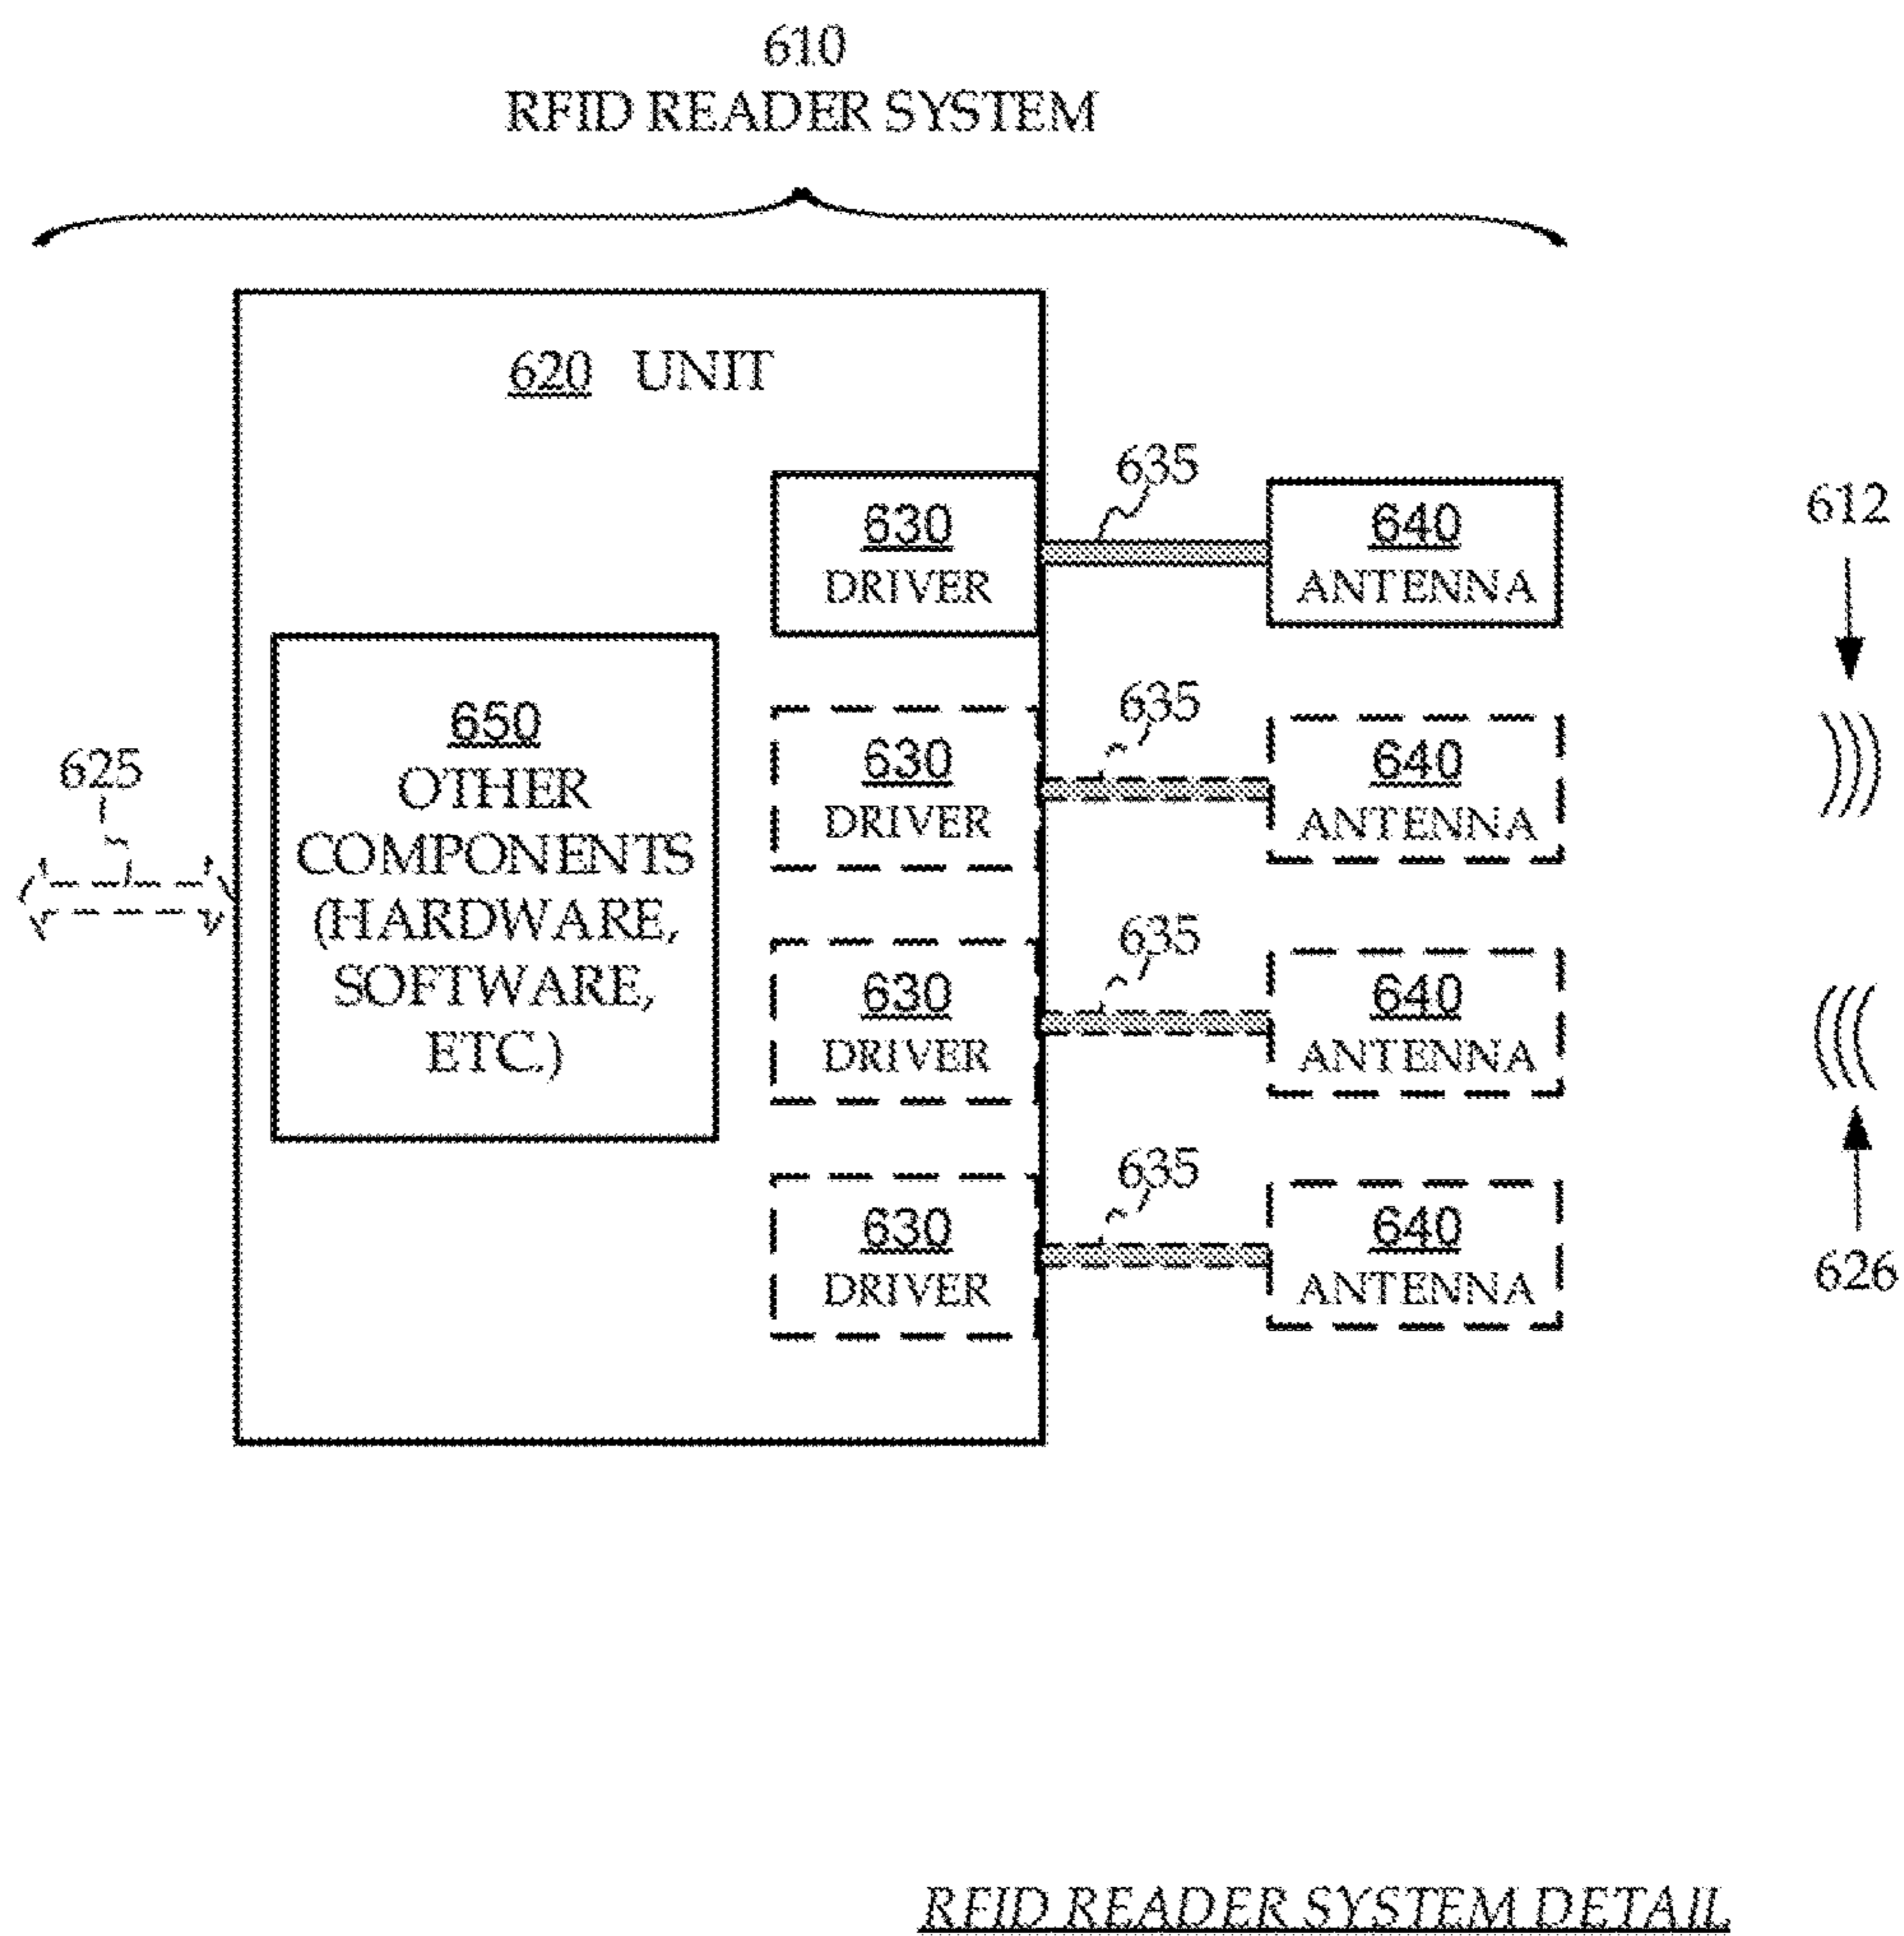 610
RFID READER SYSTEM
620 UNIT
635
612
630
DRIVER
640
ANTENNA
650
OTHER
COMPONENTS
(HARDWARE,
SOFTWARE,
ETC.)
625
635
630
DRIVER
640
ANTENNA
635
630
DRIVER
640
ANTENNA
635
630
DRIVER
640
ANTENNA
626
RFID READER SYSTEM DETAIL